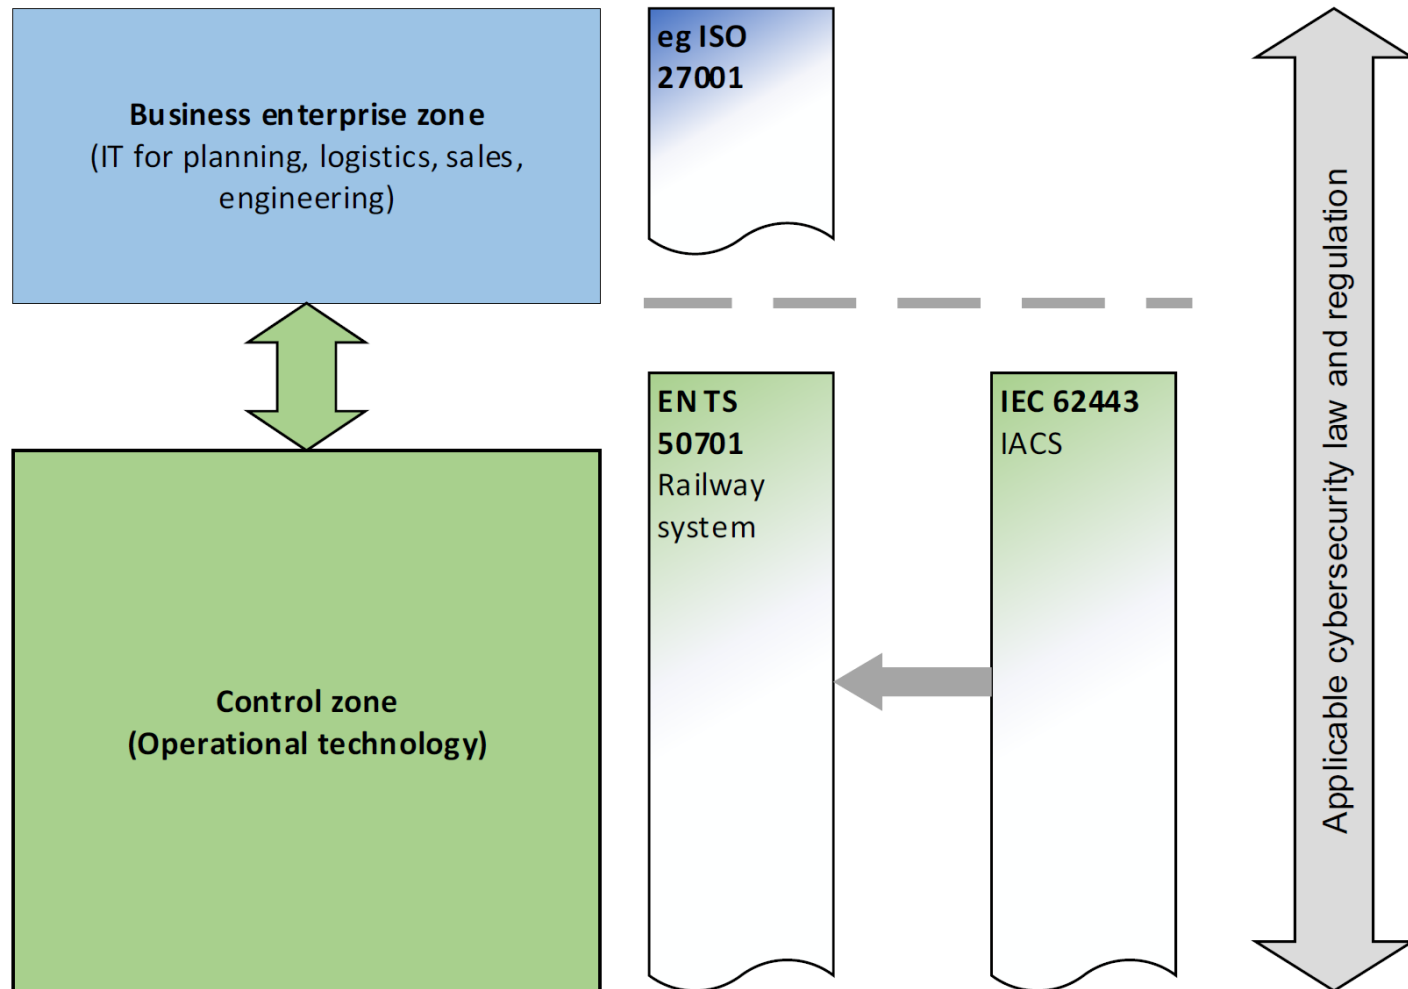 Business enterprise zone
(IT for planning, logistics, sales,
engineering)
eg ISO
27001
Control zone
(Operational technology)
EN TS
50701
Railway
system
IEC 62443
IACS
Applicable cybersecurity law and regulation